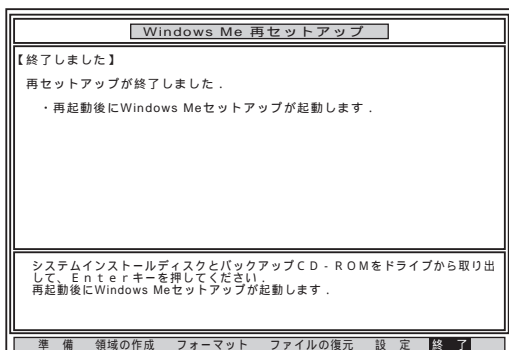 Windows Me 再セットアップ
【終了しました】
再セットアップが終了しました．
・再起動後にWindows Meセットアップが起動します．
システムインストールディスクとバックアップＣＤ－ＲＯＭをドライブから取り出
して、Ｅｎｔｅｒキーを押してください．
再起動後にWindows Meセットアップが起動します．
準 備 領域の作成 フォーマット ファイルの復元 設 定 終 了